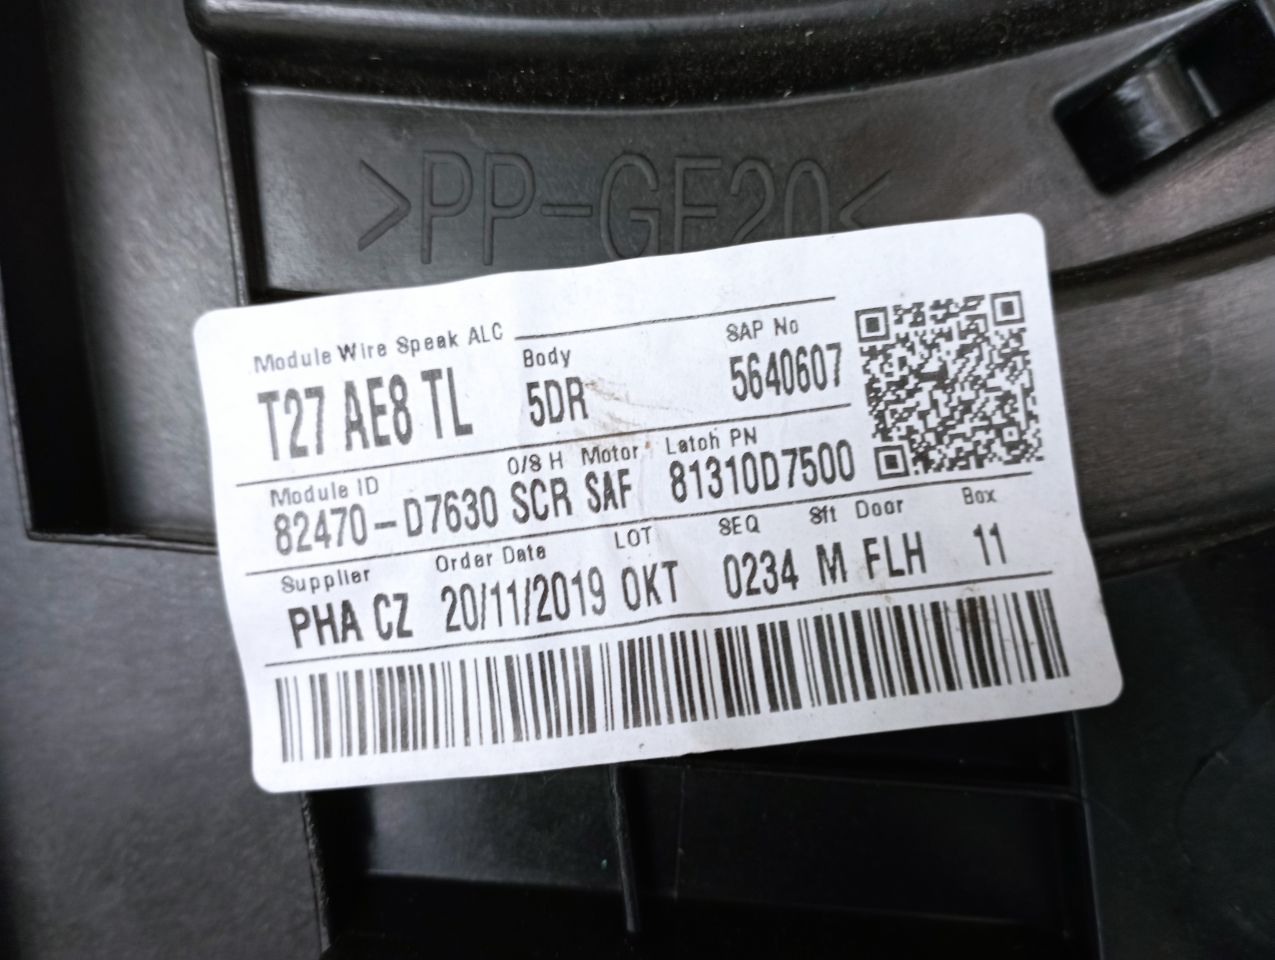 >PP-GF20<
Module Wire Speak ALC
Body
SAP No
T27 AE8 TL 5DR 5640607
Module ID
O/S H Motor Latch PN
82470-D7630 SCR SAF 81310D7500
Supplier Order Date LOT SEQ Sft Door Box
PHA CZ 20/11/2019 OKT 0234 M FLH 11